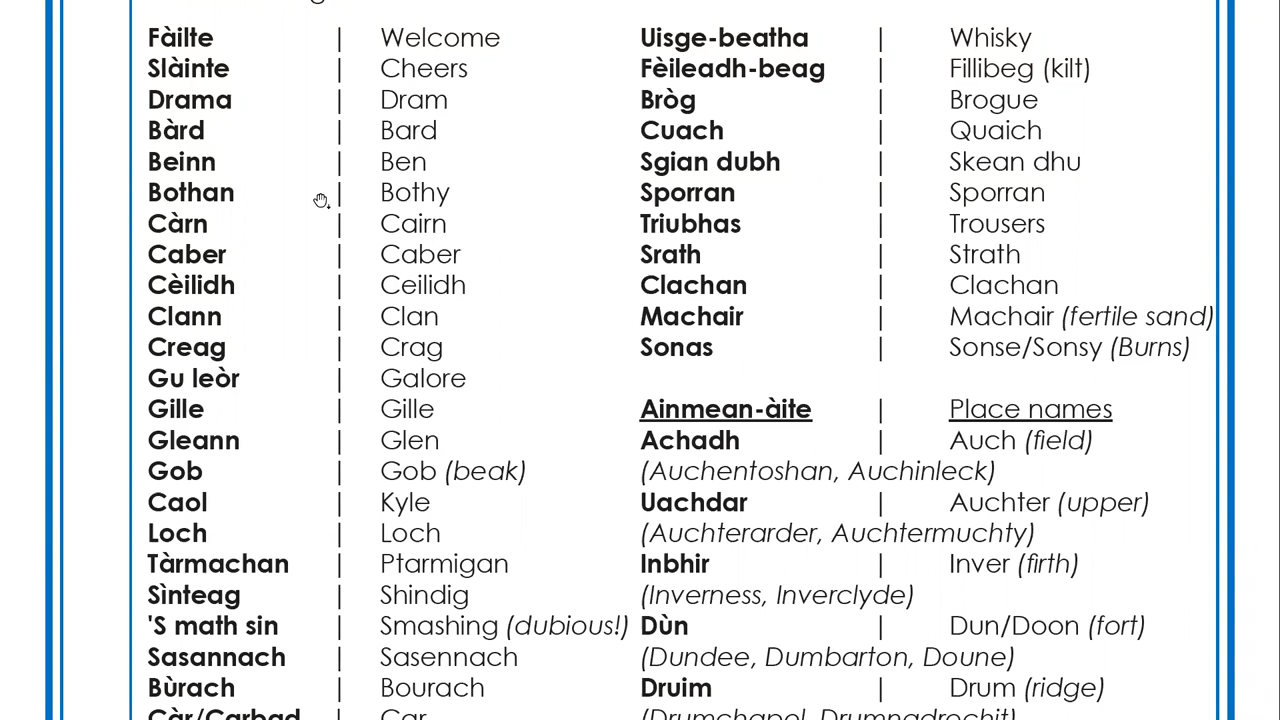 Fàilte | Welcome Uisge-beatha | Whisky
Slàinte | Cheers Fèileadh-beag | Fillibeg (kilt)
Drama | Dram Bròg | Brogue
Bàrd | Bard Cuach | Quaich
Beinn | Ben Sgian dubh | Skean dhu
Bothan | Bothy Sporran | Sporran
Càrn | Cairn Triubhas | Trousers
Caber | Caber Srath | Strath
Cèilidh | Ceilidh Clachan | Clachan
Clann | Clan Machair | Machair (fertile sand)
Creag | Crag Sonas | Sonse/Sonsy (Burns)
Gu leòr | Galore
Gille | Gille Ainmean-àite | Place names
Gleann | Glen Achadh | Auch (field)
Gob | Gob (beak) (Auchentoshan, Auchinleck)
Caol | Kyle Uachdar | Auchter (upper)
Loch | Loch (Auchterarder, Auchtermuchty)
Tàrmachan | Ptarmigan Inbhir | Inver (firth)
Sìnteag | Shindig (Inverness, Inverclyde)
'S math sin | Smashing (dubious!) Dùn | Dun/Doon (fort)
Sasannach | Sasennach (Dundee, Dumbarton, Doune)
Bùrach | Bourach Druim | Drum (ridge)
Càr/Carbad | Car (Drumchapel, Drumnadrochit)